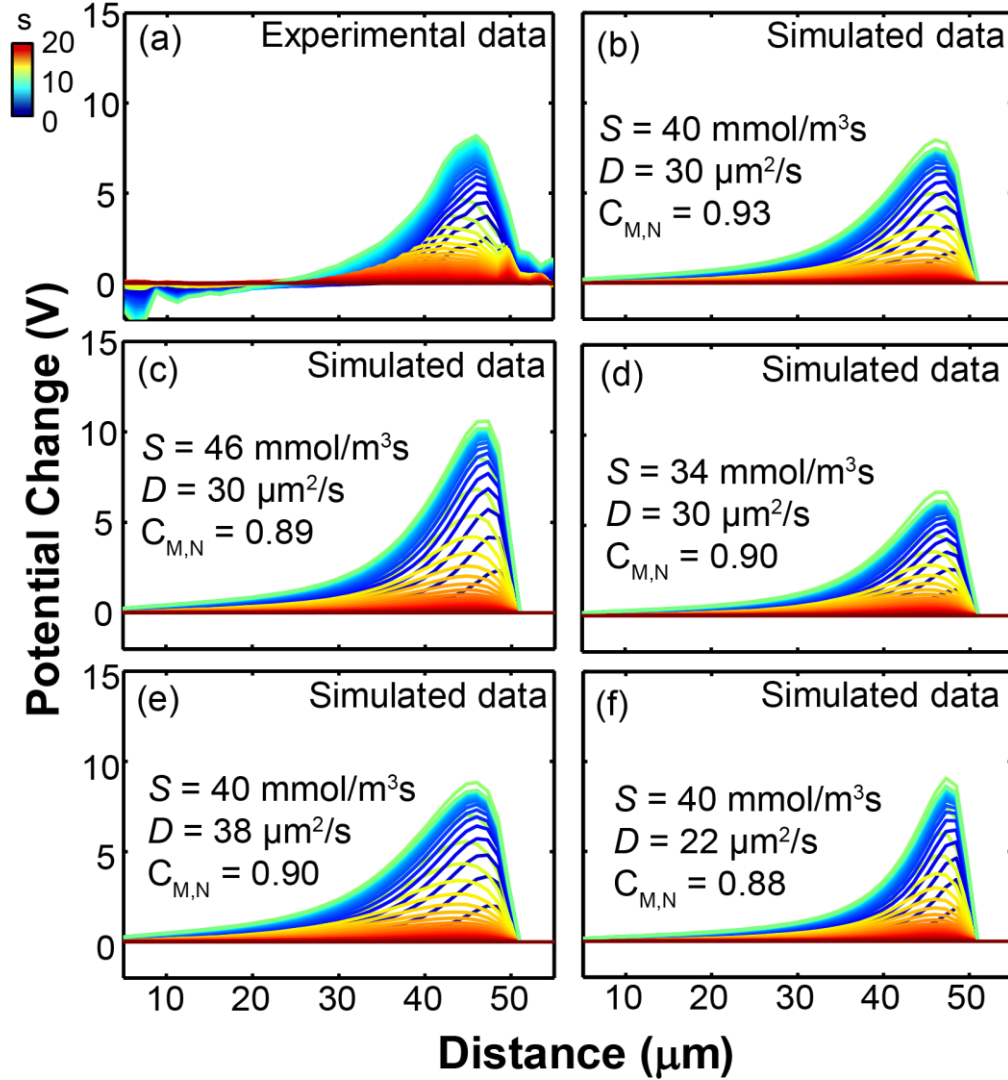 s
20
10
0
(a)
Experimental data
15
10
5
0
(b)
Simulated data
S = 40 mmol/m³s
D = 30 μm²/s
C_M,N = 0.93
(c)
Simulated data
S = 46 mmol/m³s
D = 30 μm²/s
C_M,N = 0.89
15
10
5
0
(d)
Simulated data
S = 34 mmol/m³s
D = 30 μm²/s
C_M,N = 0.90
(e)
Simulated data
S = 40 mmol/m³s
D = 38 μm²/s
C_M,N = 0.90
15
10
5
0
(f)
Simulated data
S = 40 mmol/m³s
D = 22 μm²/s
C_M,N = 0.88
10 20 30 40 50
10 20 30 40 50
Potential Change (V)
Distance (μm)